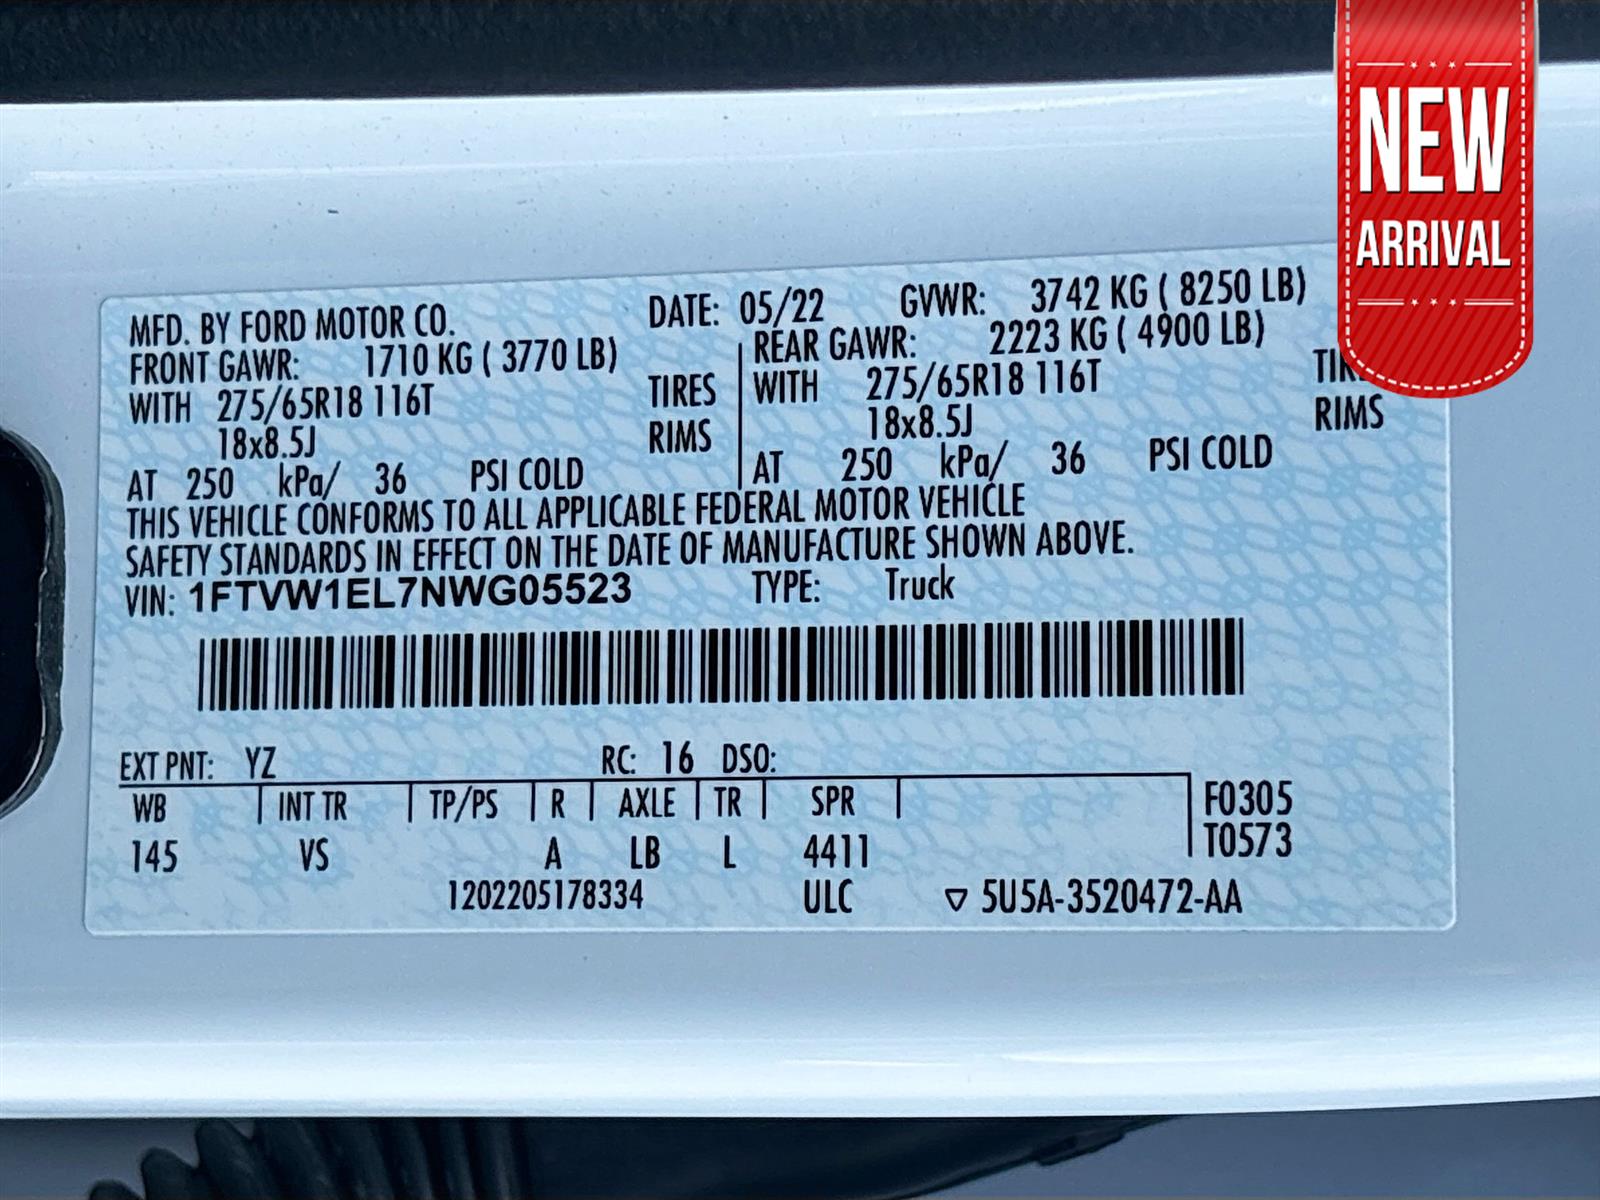 NEW
ARRIVAL
MFD. BY FORD MOTOR CO. DATE: 05/22 GVWR: 3742 KG ( 8250 LB)
FRONT GAWR: 1710 KG ( 3770 LB) REAR GAWR: 2223 KG ( 4900 LB)
WITH 275/65R18 116T TIRES WITH 275/65R18 116T
18x8.5J RIMS 18x8.5J RIMS
AT 250 kPa/ 36 PSI COLD AT 250 kPa/ 36 PSI COLD
THIS VEHICLE CONFORMS TO ALL APPLICABLE FEDERAL MOTOR VEHICLE
SAFETY STANDARDS IN EFFECT ON THE DATE OF MANUFACTURE SHOWN ABOVE.
VIN: 1FTVW1EL7NWG05523 TYPE: Truck
EXT PNT: YZ RC: 16 DSO:
WB INT TR TP/PS R AXLE TR SPR F0305
145 VS A LB L 4411 T0573
1202205178334 ULC ▽ 5U5A-3520472-AA